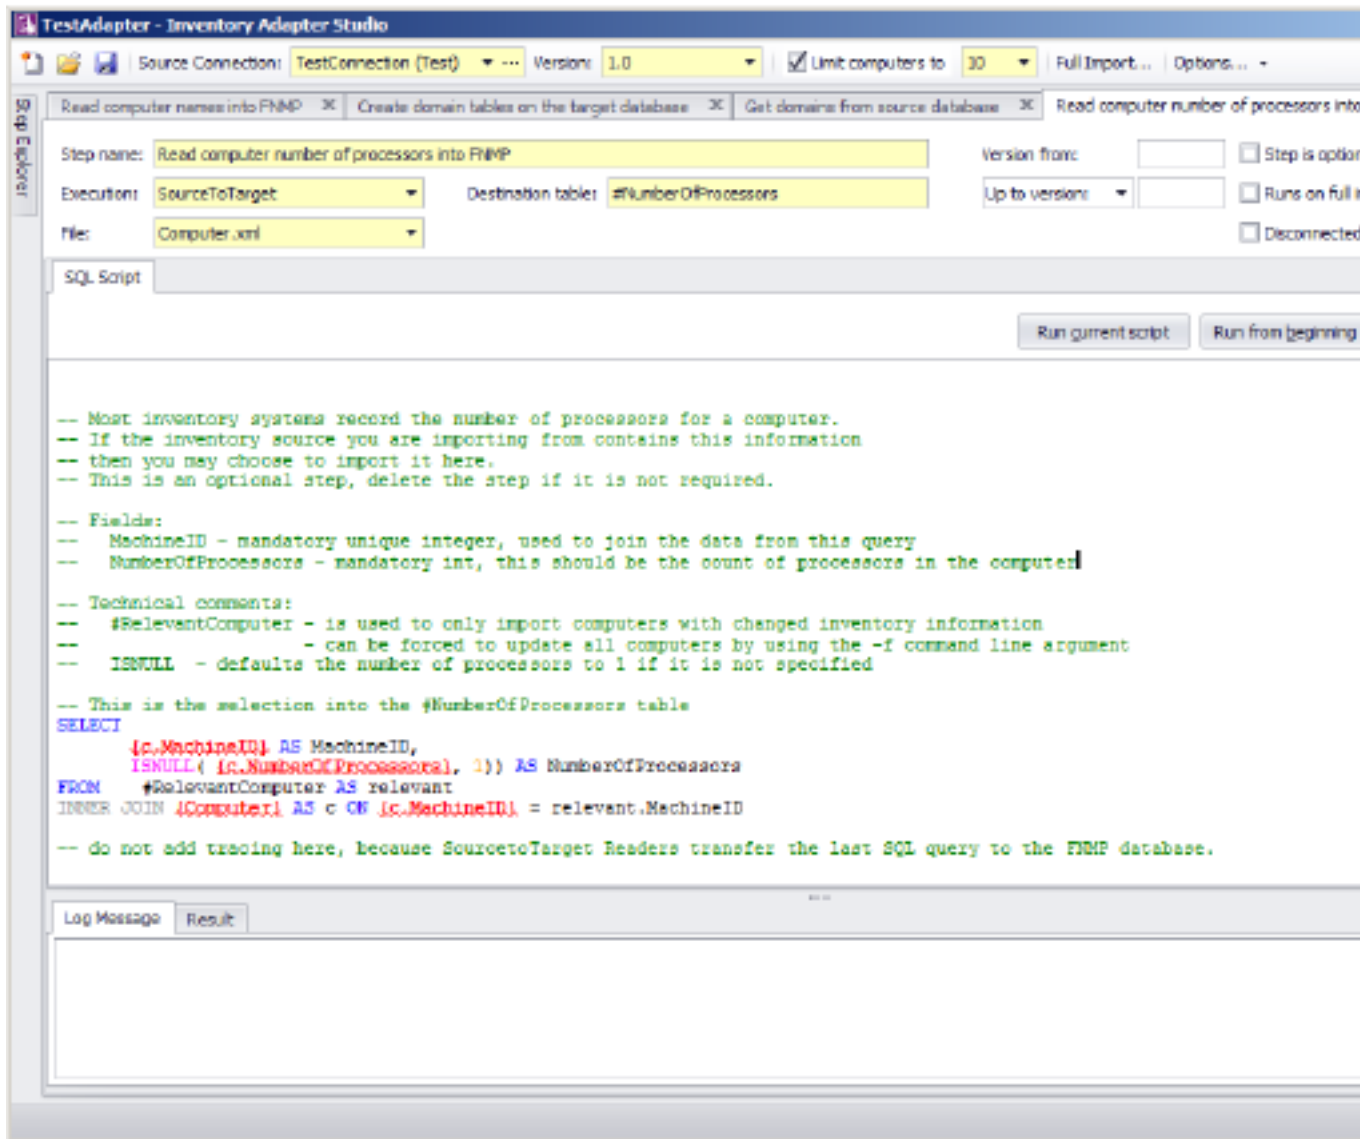 TestAdapter - Inventory Adapter Studio
Source Connection: TestConnection (Test) ... Version: 1.0 Limit computers to 10 Full Import... Options...
Step Explorer
Read computer names into FNMP Create domain tables on the target database Get domains from source database Read computer number of processors into
Step name: Read computer number of processors into FNMP Version from: Step is option
Execution: SourceToTarget Destination table: #NumberOfProcessors Up to version: Runs on full i
File: Computer.xml Disconnected
SQL Script
Run current script Run from beginning
-- Most inventory systems record the number of processors for a computer.
-- If the inventory source you are importing from contains this information
-- then you may choose to import it here.
-- This is an optional step, delete the step if it is not required.
-- Fields:
--   MachineID - mandatory unique integer, used to join the data from this query
--   NumberOfProcessors - mandatory int, this should be the count of processors in the computer
-- Technical comments:
--   #RelevantComputer - is used to only import computers with changed inventory information
--                     - can be forced to update all computers by using the -f command line argument
--   ISNULL  - defaults the number of processors to 1 if it is not specified
-- This is the selection into the #NumberOfProcessors table
SELECT
[c.MachineID] AS MachineID,
ISNULL( [c.NumberOfProcessors], 1)) AS NumberOfProcessors
FROM    #RelevantComputer AS relevant
INNER JOIN [Computer] AS c ON [c.MachineID] = relevant.MachineID
-- do not add tracing here, because SourcetoTarget Readers transfer the last SQL query to the FNMP database.
Log Message Result